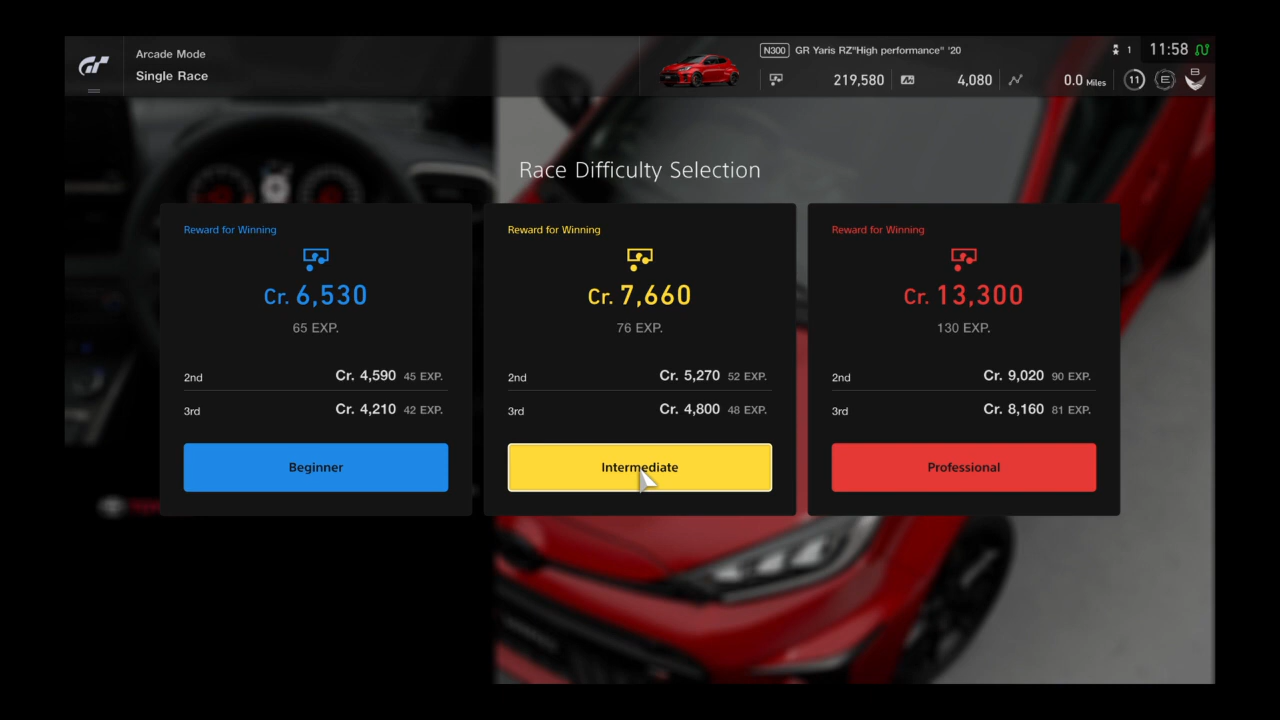 Arcade Mode
Single Race
N300 GR Yaris RZ"High performance" '20
1 11:58
219,580 4,080 0.0 Miles 11 E B
Race Difficulty Selection
Reward for Winning
Cr. 6,530
65 EXP.
2nd Cr. 4,590 45 EXP.
3rd Cr. 4,210 42 EXP.
Beginner
Reward for Winning
Cr. 7,660
76 EXP.
2nd Cr. 5,270 52 EXP.
3rd Cr. 4,800 48 EXP.
Intermediate
Reward for Winning
Cr. 13,300
130 EXP.
2nd Cr. 9,020 90 EXP.
3rd Cr. 8,160 81 EXP.
Professional